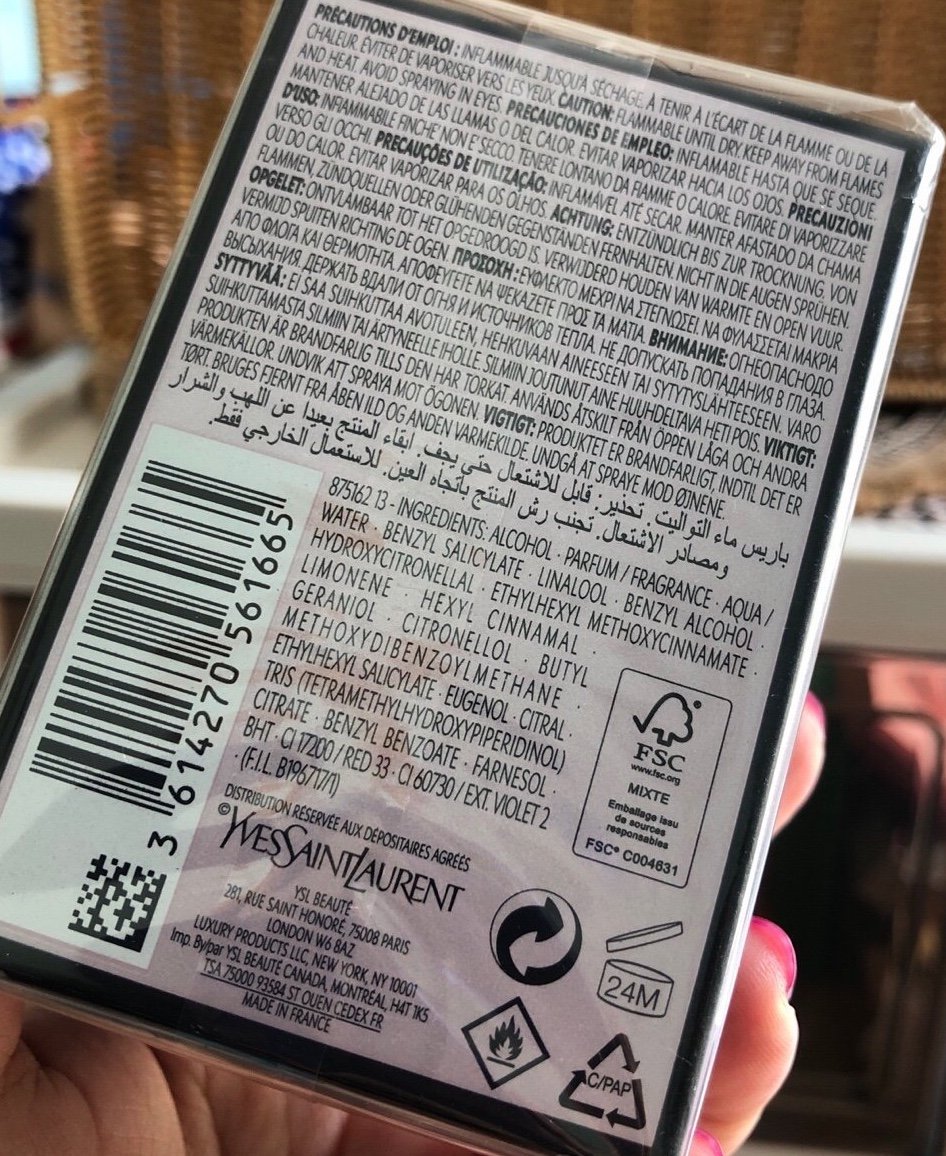 PRÉCAUTIONS D'EMPLOI : INFLAMMABLE JUSQU'À SÉCHAGE. À TENIR À L'ÉCART DE LA FLAMME OU DE LA
CHALEUR. ÉVITER DE VAPORISER VERS LES YEUX. CAUTION: FLAMMABLE UNTIL DRY. KEEP AWAY FROM FLAMES
AND HEAT. AVOID SPRAYING IN EYES. PRECAUCIONES DE EMPLEO: INFLAMABLE HASTA QUE SE SEQUE.
MANTENER ALEJADO DE LAS LLAMAS O DEL CALOR. EVITAR VAPORIZAR HACIA LOS OJOS. PRECAUZIONI
D'USO: INFIAMMABILE FINCHÉ NON È SECCO. TENERE LONTANO DA FIAMME O CALORE. EVITARE DI VAPORIZZARE
VERSO GLI OCCHI. PRECAUÇÕES DE UTILIZAÇÃO: INFLAMÁVEL ATÉ SECAR. MANTER AFASTADO DA CHAMA
OU DO CALOR. EVITAR VAPORIZAR PARA OS OLHOS. ACHTUNG: ENTZÜNDLICH BIS ZUR TROCKNUNG. VON
FLAMMEN, ZÜNDQUELLEN ODER GLÜHENDEN GEGENSTÄNDEN FERNHALTEN. NICHT IN DIE AUGEN SPRÜHEN.
OPGELET: ONTVLAMBAAR TOT HET OPGEDROOGD IS. VERWIJDERD HOUDEN VAN WARMTE EN OPEN VUUR.
VERMIJD SPUITEN RICHTING DE OGEN. ΠΡΟΣΟΧΗ : ΕΥΦΛΕΚΤΟ ΜΕΧΡΙ ΝΑ ΣΤΕΓΝΩΣΕΙ. ΝΑ ΦΥΛΑΣΣΕΤΑΙ ΜΑΚΡΙΑ
ΑΠΟ ΦΛΟΓΑ ΚΑΙ ΘΕΡΜΟΤΗΤΑ. ΑΠΟΦΕΥΓΕΤΕ ΝΑ ΨΕΚΑΖΕΤΕ ΠΡΟΣ ΤΑ ΜΑΤΙΑ. ВНИМАНИЕ: ОГНЕОПАСНО ДО
ВЫСЫХАНИЯ. ДЕРЖАТЬ ВДАЛИ ОТ ОГНЯ И ИСТОЧНИКОВ ТЕПЛА. НЕ ДОПУСКАТЬ ПОПАДАНИЯ В ГЛАЗА.
SYTTYVÄÄ: EI SAA SUIHKUTTAA AVOTULEEN, HEHKUVAAN AINEESEEN TAI SYTYTYSLÄHTEESEEN. VARO
SUIHKUTTAMASTA SILMIIN TAI ÄRTYNEELLE IHOLLE. SILMIIN JOUTUNUT AINE HUUHDELTAVA HETI POIS. VIKTIGT:
PRODUKTEN ÄR BRANDFARLIG TILLS DEN HAR TORKAT. ANVÄNDS ÅTSKILT FRÅN ÖPPEN LÅGA OCH ANDRA
VÄRMEKÄLLOR. UNDVIK ATT SPRAYA MOT ÖGONEN. VIGTIGT: PRODUKTET ER BRANDFARLIGT, INDTIL DET ER
TØRT. BRUGES FJERNT FRA ÅBEN ILD OG ANDEN VARMEKILDE. UNDGÅ AT SPRAYE MOD ØJNENE.
باريس ماء التواليت. تحذير: قابل للاشتعال حتى يجف. ابقاء المنتج بعيدا عن اللهب والشرار
ومصادر الاشتعال. تجنب رش المنتج باتجاه العين. للاستعمال الخارجي فقط.
875162 13 - INGREDIENTS: ALCOHOL · PARFUM / FRAGRANCE · AQUA /
WATER · BENZYL SALICYLATE · LINALOOL · BENZYL ALCOHOL ·
HYDROXYCITRONELLAL · ETHYLHEXYL METHOXYCINNAMATE ·
LIMONENE · HEXYL CINNAMAL ·
GERANIOL · CITRONELLOL · BUTYL
METHOXYDIBENZOYLMETHANE ·
ETHYLHEXYL SALICYLATE · EUGENOL · CITRAL ·
TRIS (TETRAMETHYLHYDROXYPIPERIDINOL)
CITRATE · BENZYL BENZOATE · FARNESOL ·
BHT · CI 17200 / RED 33 · CI 60730 / EXT. VIOLET 2
(F.I.L. B196717/1)
3 614270 561665
FSC
www.fsc.org
MIXTE
Emballage issu
de sources
responsables
FSC® C004631
DISTRIBUTION RÉSERVÉE AUX DÉPOSITAIRES AGRÉÉS
© YVESSAINTLAURENT
YSL BEAUTÉ
281, RUE SAINT HONORÉ, 75008 PARIS
LONDON W6 8AZ
LUXURY PRODUCTS LLC, NEW YORK, NY 10001
Imp. By/par YSL BEAUTÉ CANADA, MONTRÉAL, H4T 1K5
TSA 75000 93584 ST OUEN CEDEX FR
MADE IN FRANCE
24M
C/PAP